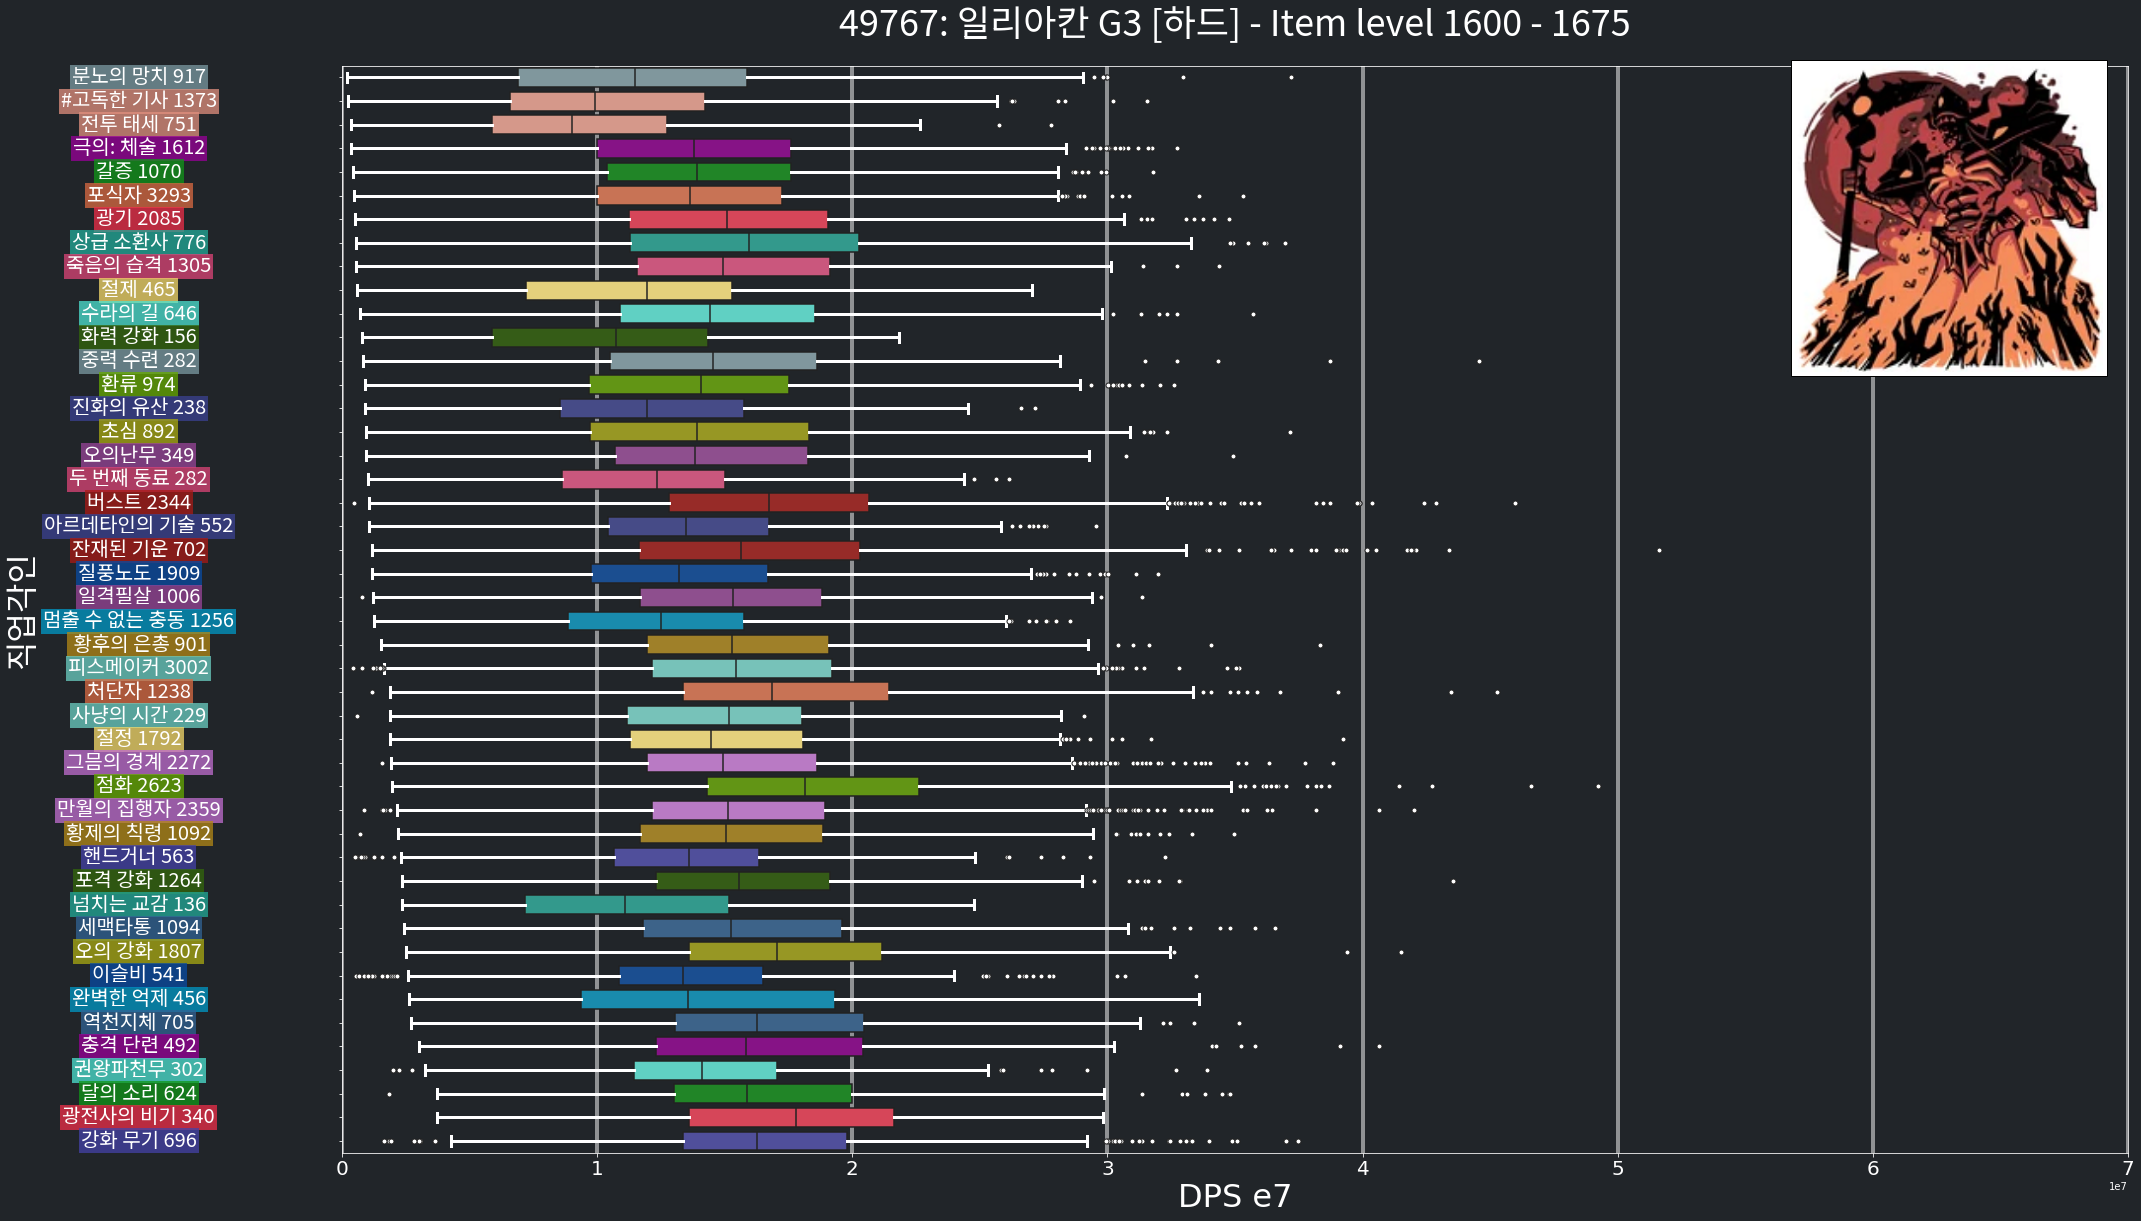 49767: 일리아칸 G3 [하드] - Item level 1600 - 1675
분노의 망치 917
#고독한 기사 1373
전투 태세 751
극의: 체술 1612
갈증 1070
포식자 3293
광기 2085
상급 소환사 776
죽음의 습격 1305
절제 465
수라의 길 646
화력 강화 156
중력 수련 282
환류 974
진화의 유산 238
초심 892
오의난무 349
두 번째 동료 282
버스트 2344
아르데타인의 기술 552
잔재된 기운 702
질풍노도 1909
일격필살 1006
멈출 수 없는 충동 1256
황후의 은총 901
피스메이커 3002
처단자 1238
사냥의 시간 229
절정 1792
그믐의 경계 2272
점화 2623
만월의 집행자 2359
황제의 칙령 1092
핸드거너 563
포격 강화 1264
넘치는 교감 136
세맥타통 1094
오의 강화 1807
이슬비 541
완벽한 억제 456
역천지체 705
충격 단련 492
권왕파천무 302
달의 소리 624
광전사의 비기 340
강화 무기 696
직업각인
0 1 2 3 4 5 6 7
DPS e7
1e7